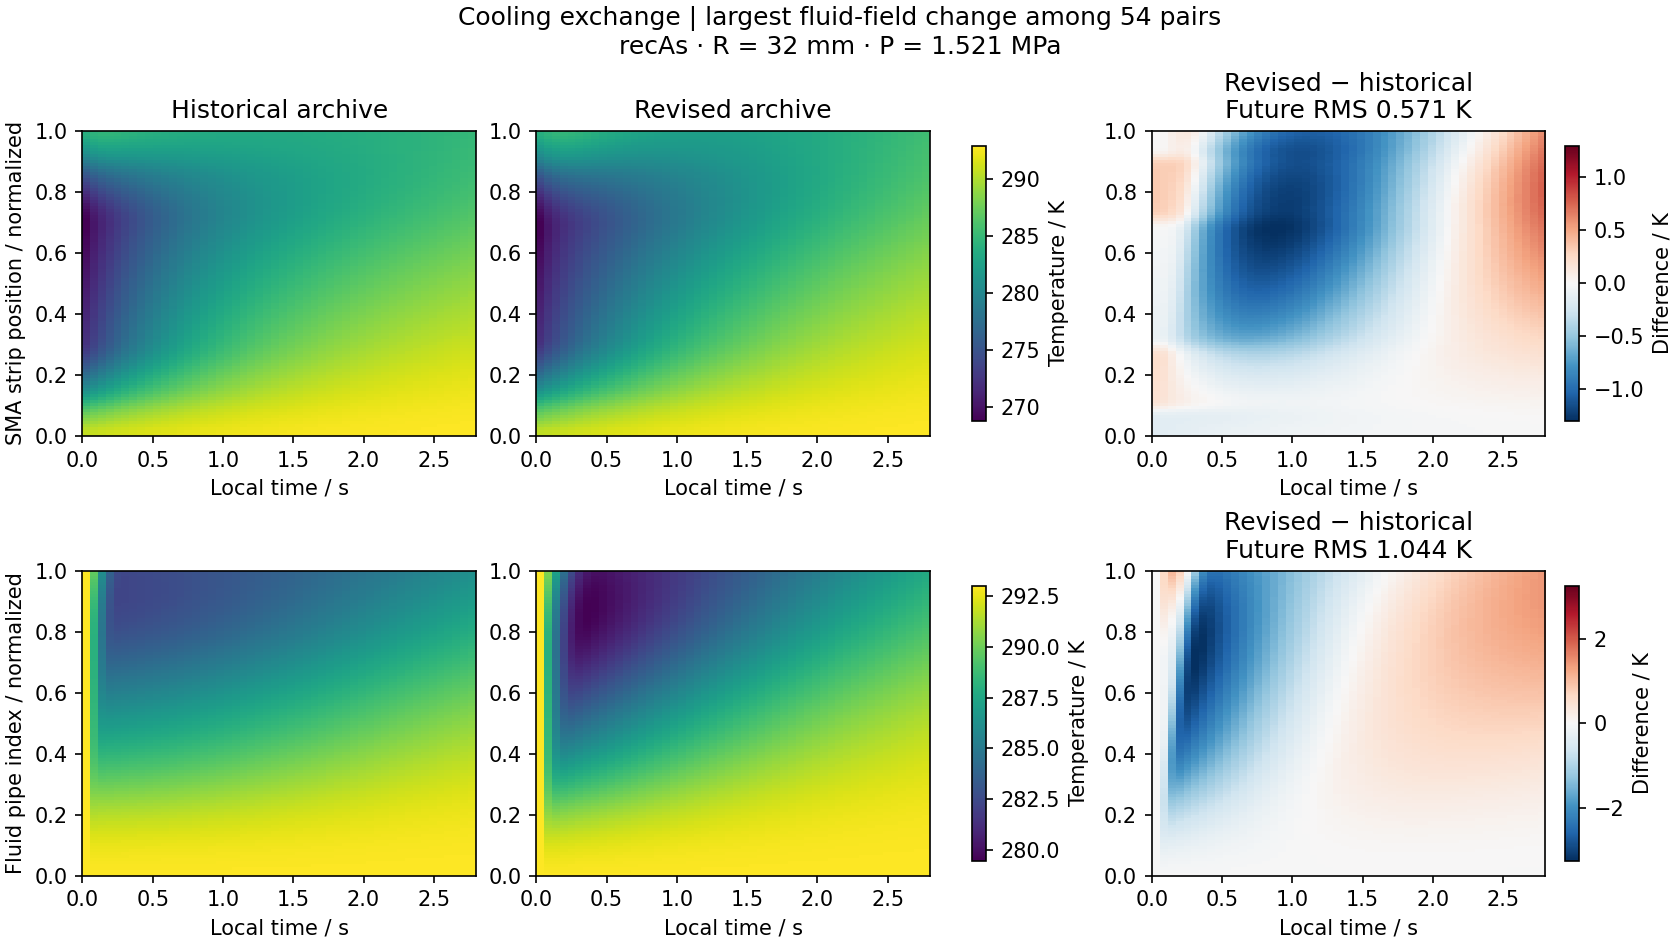 Cooling exchange | largest fluid-field change among 54 pairs
recAs · R = 32 mm · P = 1.521 MPa
Historical archive
Revised archive
Revised − historical
Future RMS 0.571 K
SMA strip position / normalized
1.0
0.8
0.6
0.4
0.2
0.0
0.0 0.5 1.0 1.5 2.0 2.5
Local time / s
1.0
0.8
0.6
0.4
0.2
0.0
0.0 0.5 1.0 1.5 2.0 2.5
Local time / s
290
285
280
275
270
Temperature / K
1.0
0.8
0.6
0.4
0.2
0.0
0.0 0.5 1.0 1.5 2.0 2.5
Local time / s
1.0
0.5
0.0
−0.5
−1.0
Difference / K
Revised − historical
Future RMS 1.044 K
Fluid pipe index / normalized
1.0
0.8
0.6
0.4
0.2
0.0
0.0 0.5 1.0 1.5 2.0 2.5
Local time / s
1.0
0.8
0.6
0.4
0.2
0.0
0.0 0.5 1.0 1.5 2.0 2.5
Local time / s
292.5
290.0
287.5
285.0
282.5
280.0
Temperature / K
1.0
0.8
0.6
0.4
0.2
0.0
0.0 0.5 1.0 1.5 2.0 2.5
Local time / s
2
0
−2
Difference / K